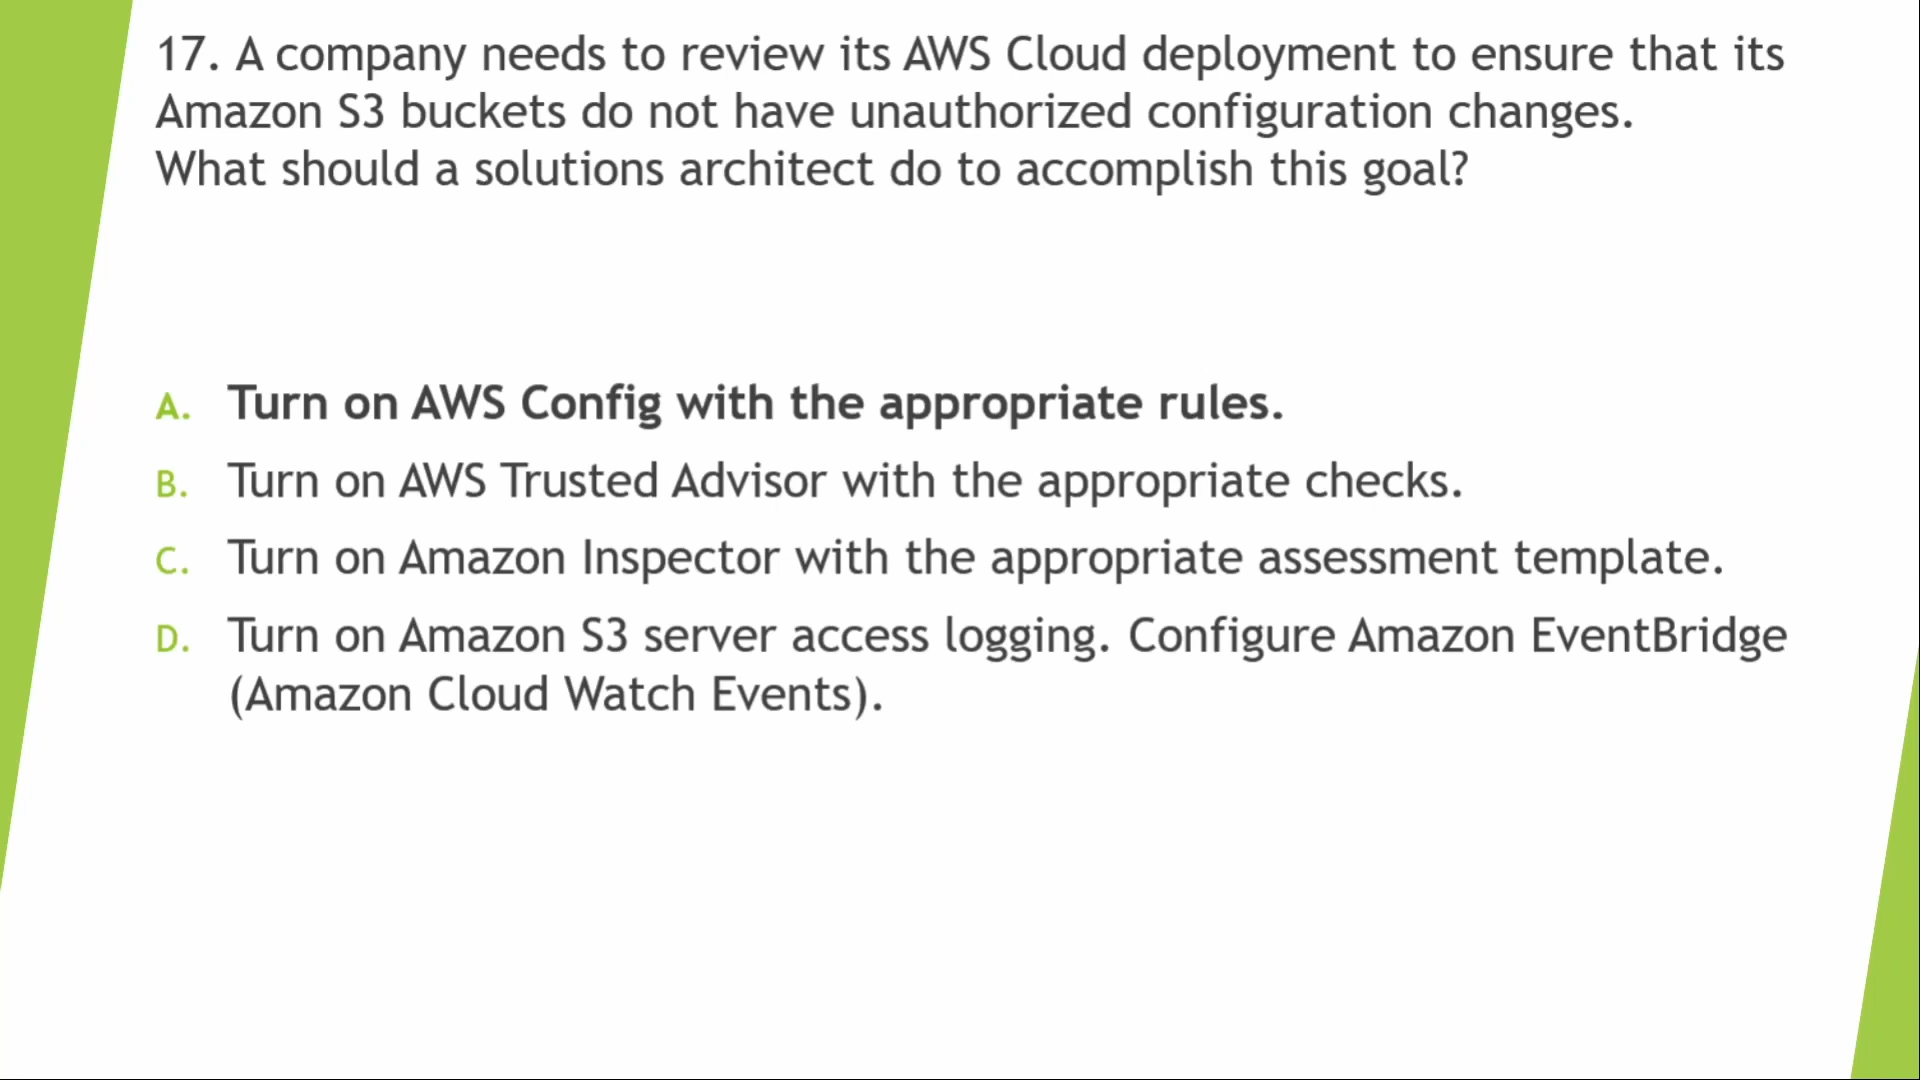 17. A company needs to review its AWS Cloud deployment to ensure that its
Amazon S3 buckets do not have unauthorized configuration changes.
What should a solutions architect do to accomplish this goal?
A. Turn on AWS Config with the appropriate rules.
B. Turn on AWS Trusted Advisor with the appropriate checks.
C. Turn on Amazon Inspector with the appropriate assessment template.
D. Turn on Amazon S3 server access logging. Configure Amazon EventBridge
(Amazon Cloud Watch Events).